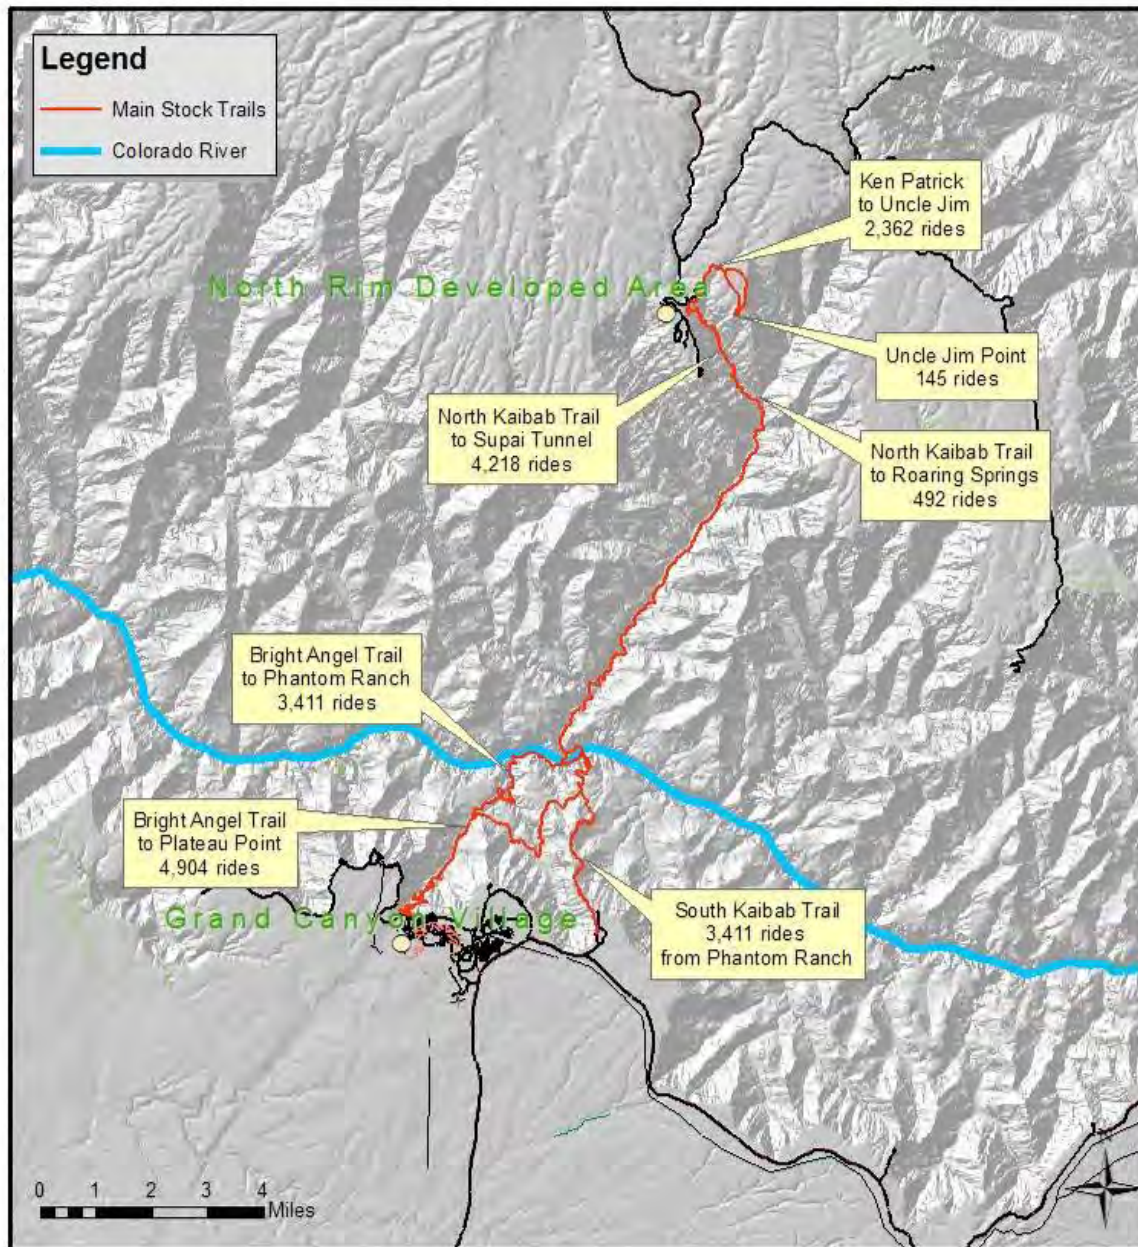 Legend
Main Stock Trails
Colorado River
Ken Patrick
to Uncle Jim
2,362 rides
North Rim Developed Area
Uncle Jim Point
145 rides
North Kaibab Trail
to Supai Tunnel
4,218 rides
North Kaibab Trail
to Roaring Springs
492 rides
Bright Angel Trail
to Phantom Ranch
3,411 rides
Bright Angel Trail
to Plateau Point
4,904 rides
Grand Canyon Village
South Kaibab Trail
3,411 rides
from Phantom Ranch
0 1 2 3 4
Miles